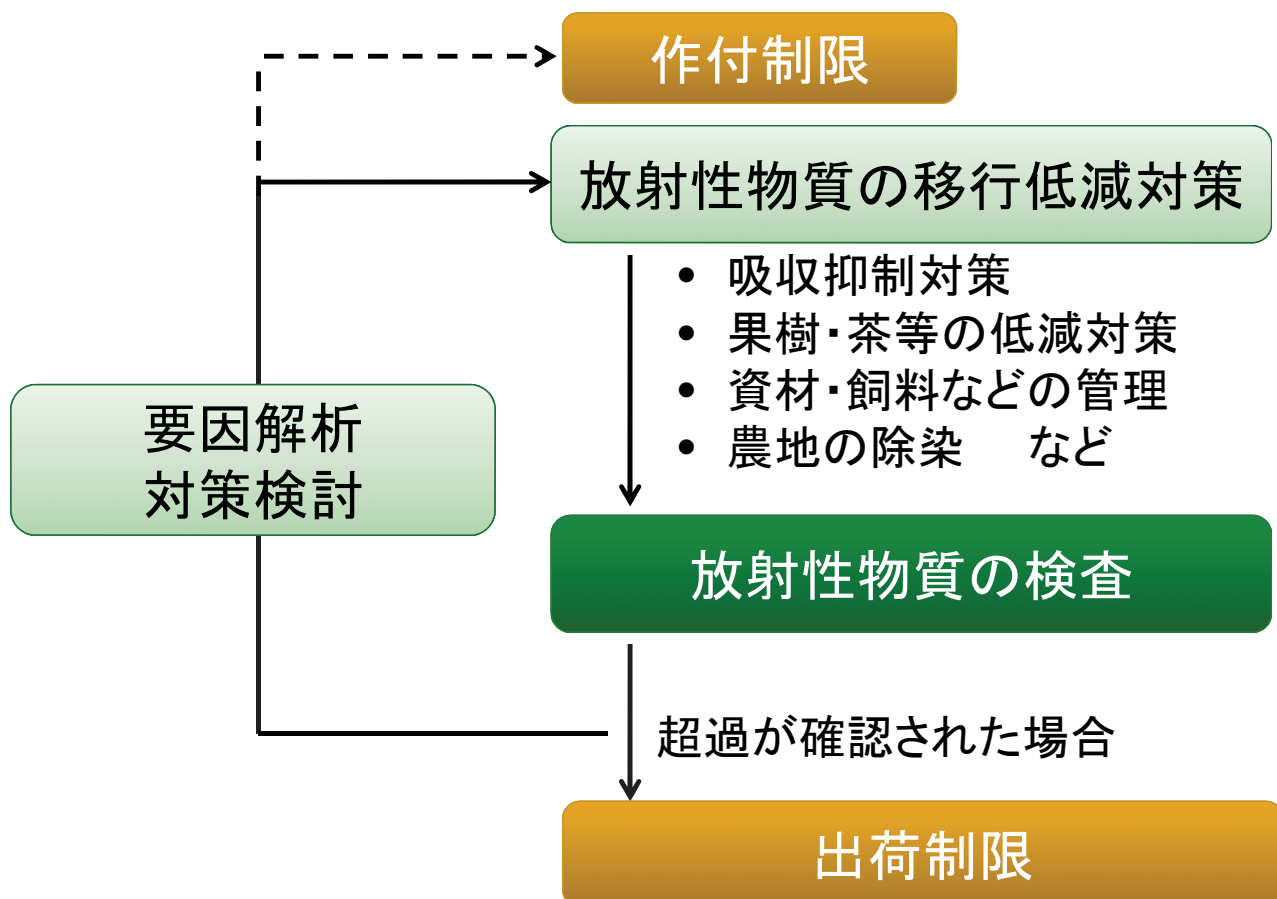 作付制限
放射性物質の移行低減対策
• 吸収抑制対策
• 果樹・茶等の低減対策
• 資材・飼料などの管理
• 農地の除染　など
要因解析
対策検討
放射性物質の検査
超過が確認された場合
出荷制限